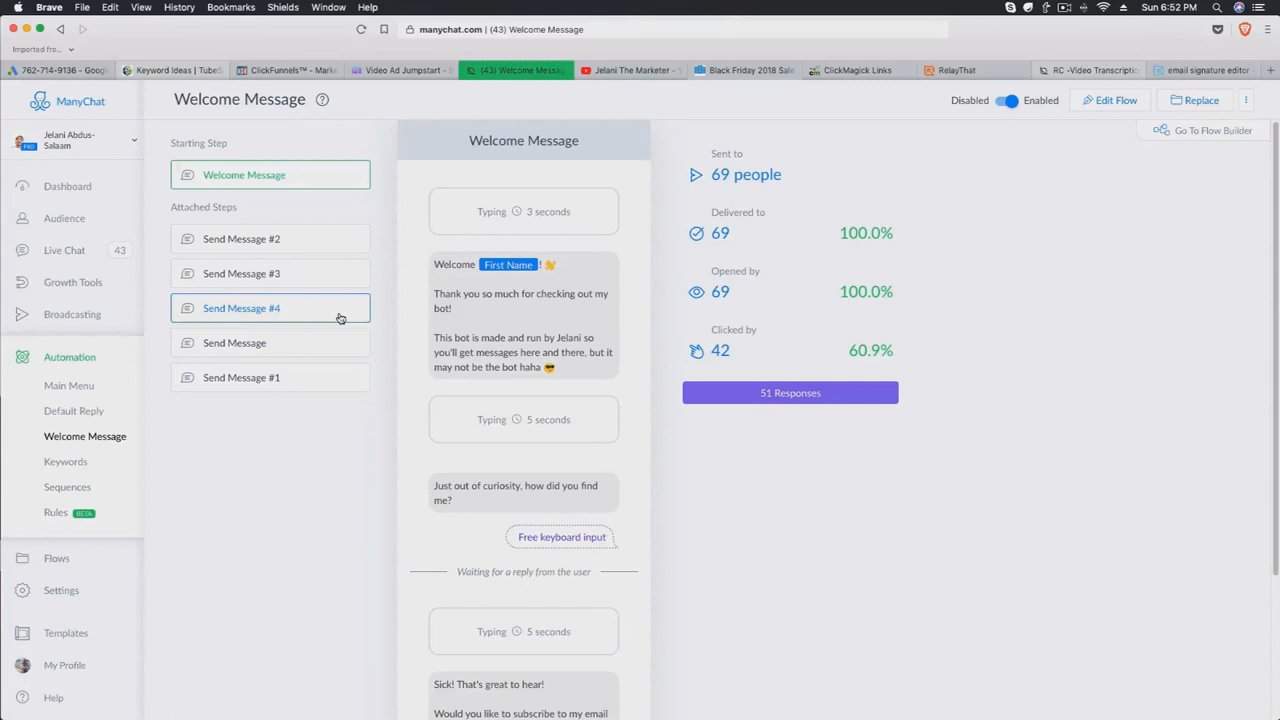 Brave File Edit View History Bookmarks Shields Window Help
Sun 6:52 PM
manychat.com | (43) Welcome Message
Imported from...
762-714-9136 - Googl
Keyword Ideas | TubeS
ClickFunnels™ - Marke
Video Ad Jumpstart - E
(43) Welcome Messag
Jelani The Marketer - Y
Black Friday 2018 Sale
ClickMagick Links
RelayThat
RC -Video Transcriptio
email signature editor -
ManyChat
Welcome Message
Disabled
Enabled
Edit Flow
Replace
Go To Flow Builder
Jelani Abdus-
Salaam
PRO
Dashboard
Audience
Live Chat 43
Growth Tools
Broadcasting
Automation
Main Menu
Default Reply
Welcome Message
Keywords
Sequences
Rules BETA
Flows
Settings
Templates
My Profile
Help
Starting Step
Welcome Message
Attached Steps
Send Message #2
Send Message #3
Send Message #4
Send Message
Send Message #1
Welcome Message
Typing 3 seconds
Welcome First Name ! 👋
Thank you so much for checking out my
bot!
This bot is made and run by Jelani so
you'll get messages here and there, but it
may not be the bot haha 😎
Typing 5 seconds
Just out of curiosity, how did you find
me?
Free keyboard input
Waiting for a reply from the user
Typing 5 seconds
Sick! That's great to hear!
Would you like to subscribe to my email
Sent to
69 people
Delivered to
69 100.0%
Opened by
69 100.0%
Clicked by
42 60.9%
51 Responses